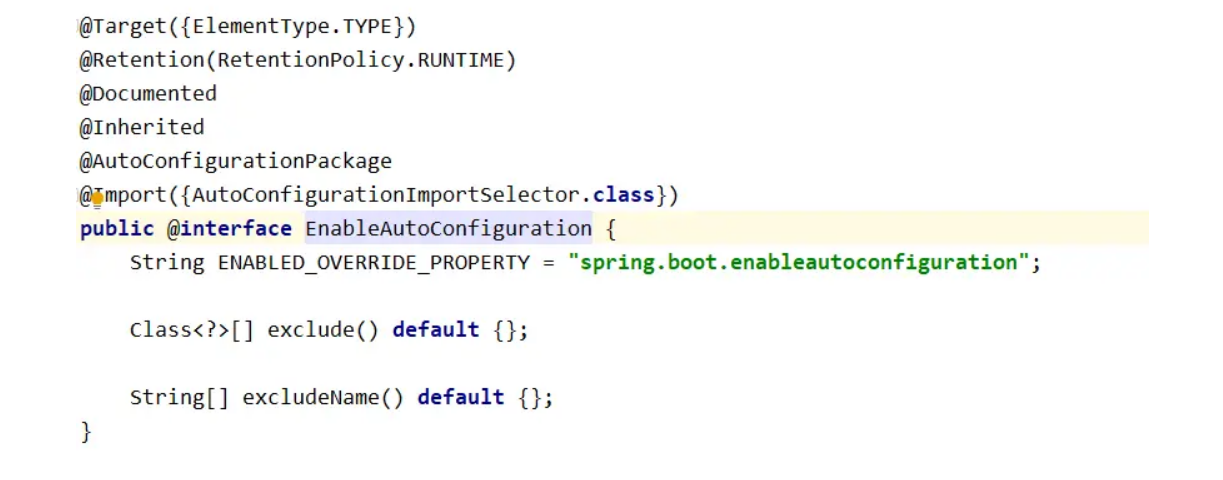 @Target({ElementType.TYPE})
@Retention(RetentionPolicy.RUNTIME)
@Documented
@Inherited
@AutoConfigurationPackage
@Import({AutoConfigurationImportSelector.class})
public @interface EnableAutoConfiguration {
    String ENABLED_OVERRIDE_PROPERTY = "spring.boot.enableautoconfiguration";
    Class<?>[] exclude() default {};
    String[] excludeName() default {};
}